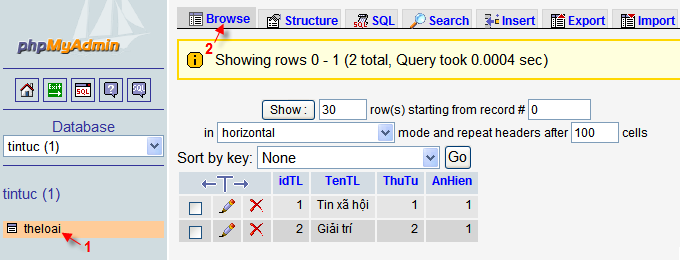 phpMyAdmin
Exit
SQL
?
SQL
Database
tintuc (1)
tintuc (1)
theloai
1
Browse
Structure
SQL
Search
Insert
Export
Import
2
Showing rows 0 - 1 (2 total, Query took 0.0004 sec)
Show : 30 row(s) starting from record # 0
in horizontal mode and repeat headers after 100 cells
Sort by key: None Go
←T→ idTL TenTL ThuTu AnHien
1 Tin xã hội 1 1
2 Giải trí 2 1